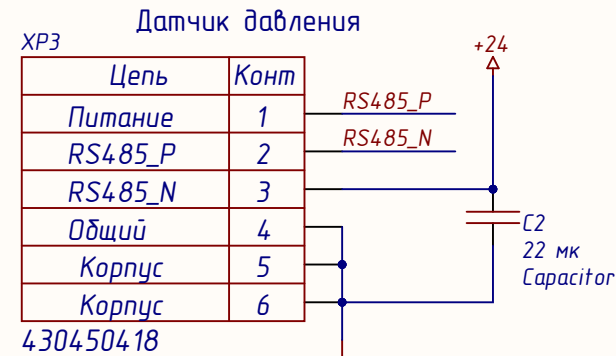 Датчик давления
XP3
Цепь Конт
Питание 1
RS485_P 2
RS485_N 3
Общий 4
Корпус 5
Корпус 6
430450418
RS485_P
RS485_N
+24
C2
22 мк
Capacitor